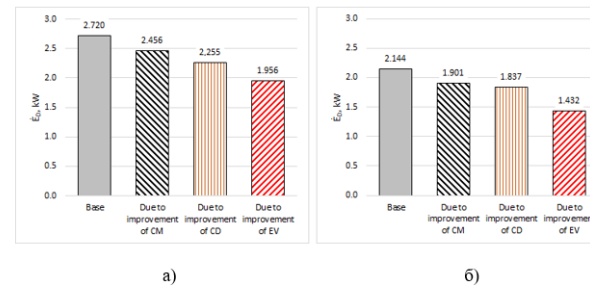 3.0
2.5
2.0
1.5
1.0
0.5
0.0
Ė_D, kW
2.720
2.456
2,255
1.956
Base
Due to improvement of CM
Due to improvement of CD
Due to improvement of EV
3.0
2.5
2.0
1.5
1.0
0.5
0.0
Ė_D, kW
2.144
1.901
1.837
1.432
Base
Due to improvement of CM
Due to improvement of CD
Due to improvement of EV
а)
б)